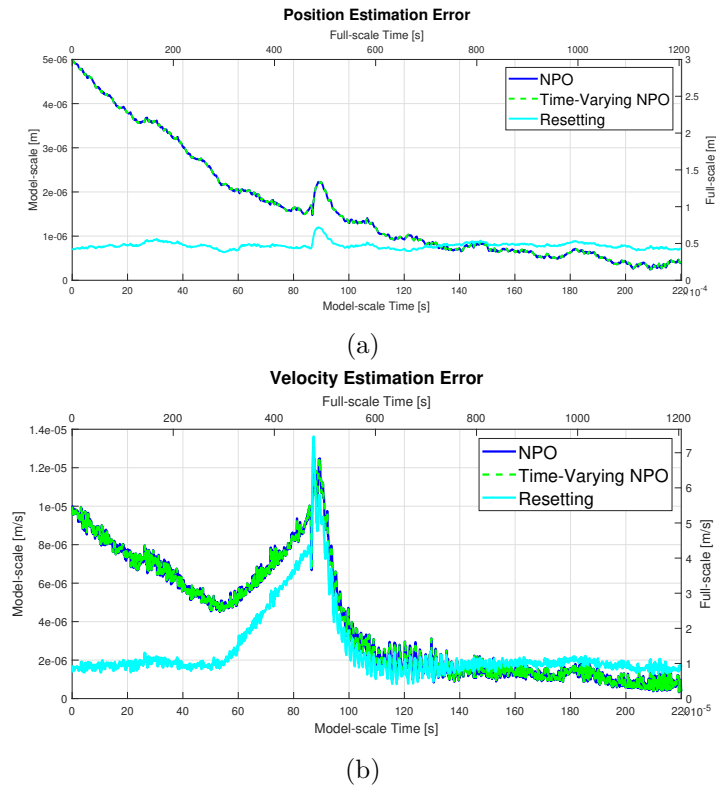 Position Estimation Error
Full-scale Time [s]
0 200 400 600 800 1000 1200
5e-06
4e-06
3e-06
2e-06
1e-06
0
Model-scale [m]
NPO
Time-Varying NPO
Resetting
3
2.5
2
1.5
1
0.5
0
Full-scale [m]
0 20 40 60 80 100 120 140 160 180 200 220
10-4
Model-scale Time [s]
(a)
Velocity Estimation Error
Full-scale Time [s]
0 200 400 600 800 1000 1200
1.4e-05
1.2e-05
1e-05
8e-06
6e-06
4e-06
2e-06
0
Model-scale [m/s]
NPO
Time-Varying NPO
Resetting
7
6
5
4
3
2
1
0
Full-scale [m/s]
0 20 40 60 80 100 120 140 160 180 200 220
10-5
Model-scale Time [s]
(b)